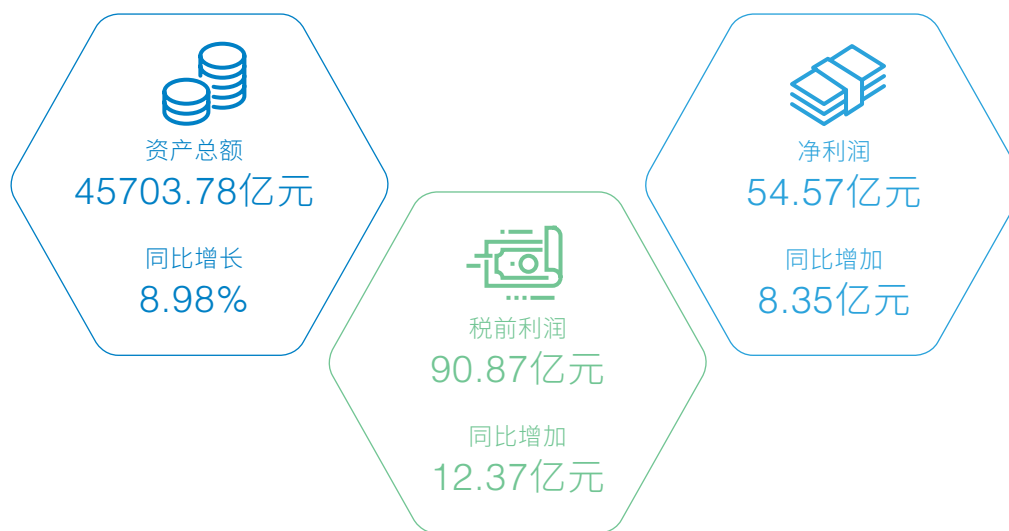 资产总额
45703.78亿元
同比增长
8.98%
税前利润
90.87亿元
同比增加
12.37亿元
净利润
54.57亿元
同比增加
8.35亿元